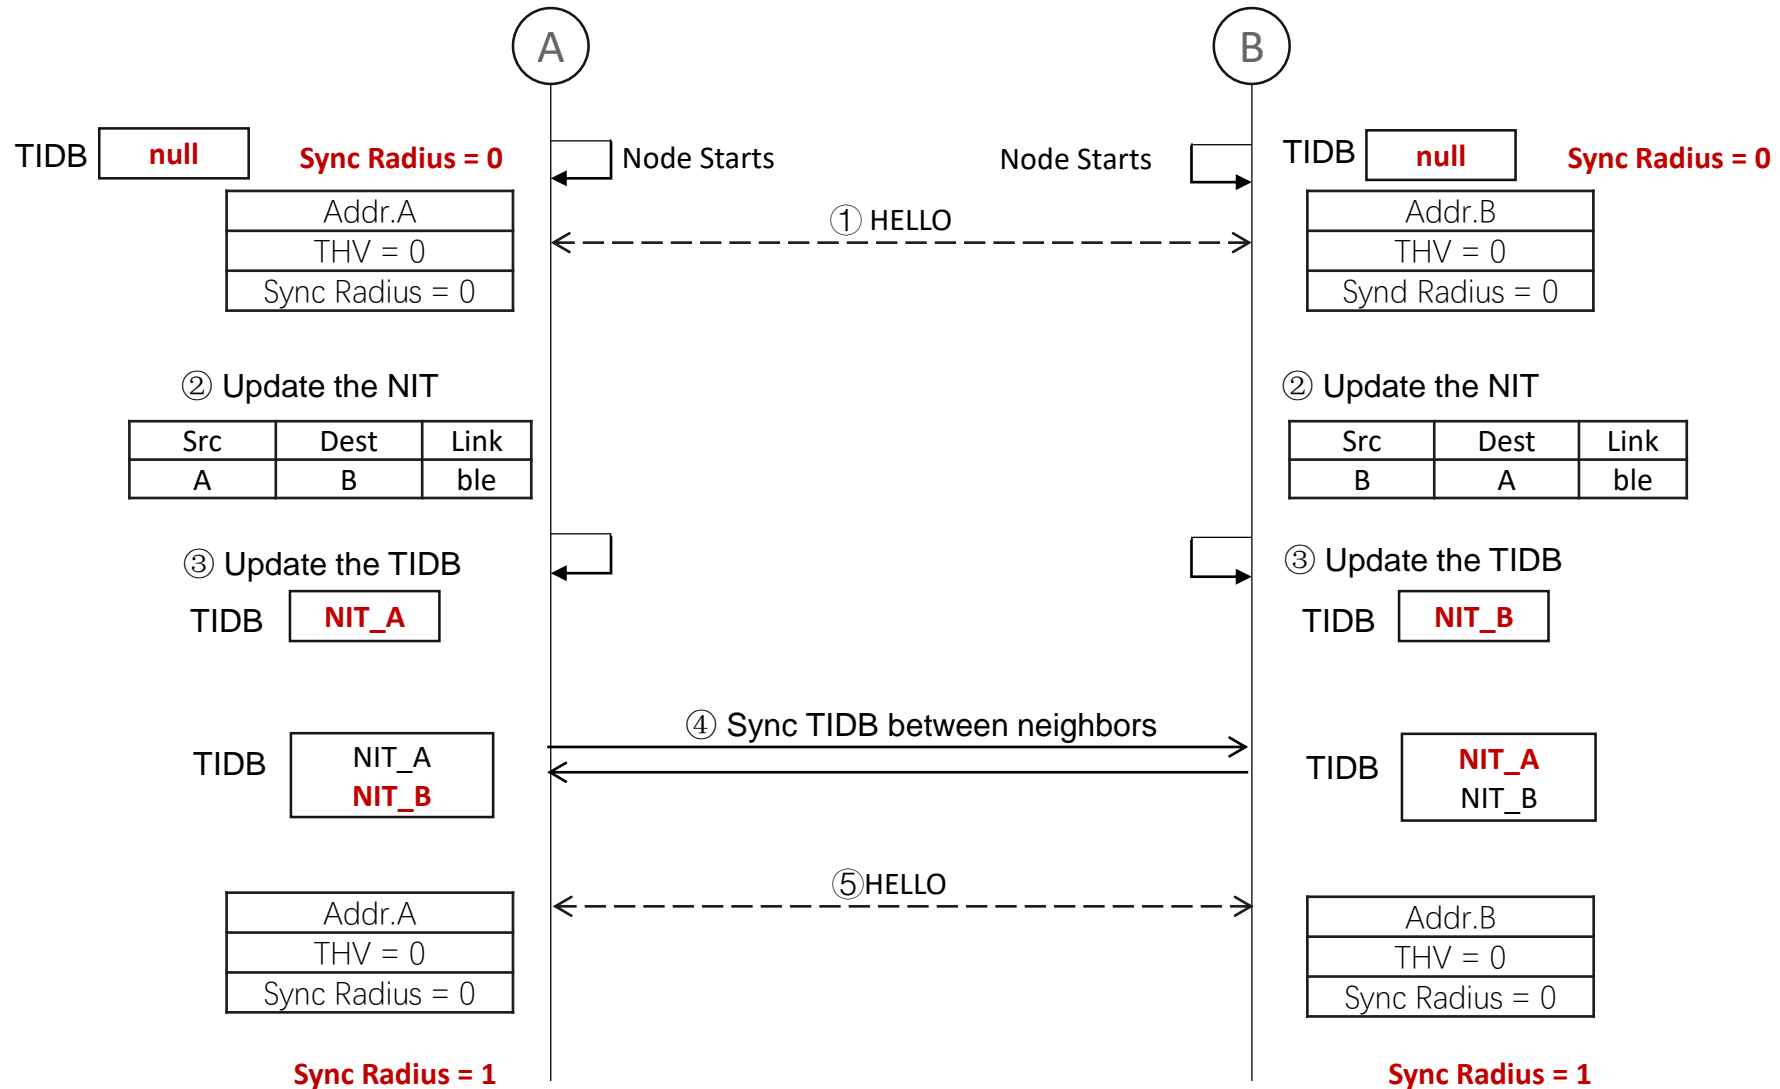 A
B
TIDB
null
Sync Radius = 0
Node Starts
Node Starts
TIDB
null
Sync Radius = 0
Addr.A
THV = 0
Sync Radius = 0
① HELLO
Addr.B
THV = 0
Synd Radius = 0
② Update the NIT
Src Dest Link
A B ble
② Update the NIT
Src Dest Link
B A ble
③ Update the TIDB
TIDB
NIT_A
③ Update the TIDB
TIDB
NIT_B
④ Sync TIDB between neighbors
TIDB
NIT_A
NIT_B
TIDB
NIT_A
NIT_B
⑤HELLO
Addr.A
THV = 0
Sync Radius = 0
Addr.B
THV = 0
Sync Radius = 0
Sync Radius = 1
Sync Radius = 1